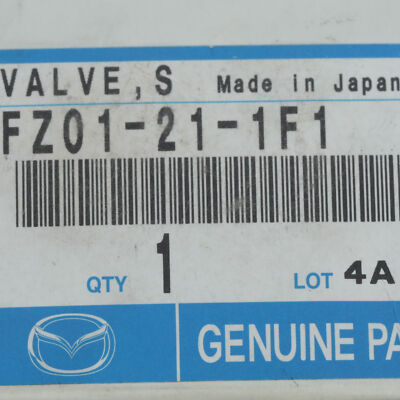 VALVE,S Made in Japan
FZ01-21-1F1
QTY 1 LOT 4A
GENUINE PA